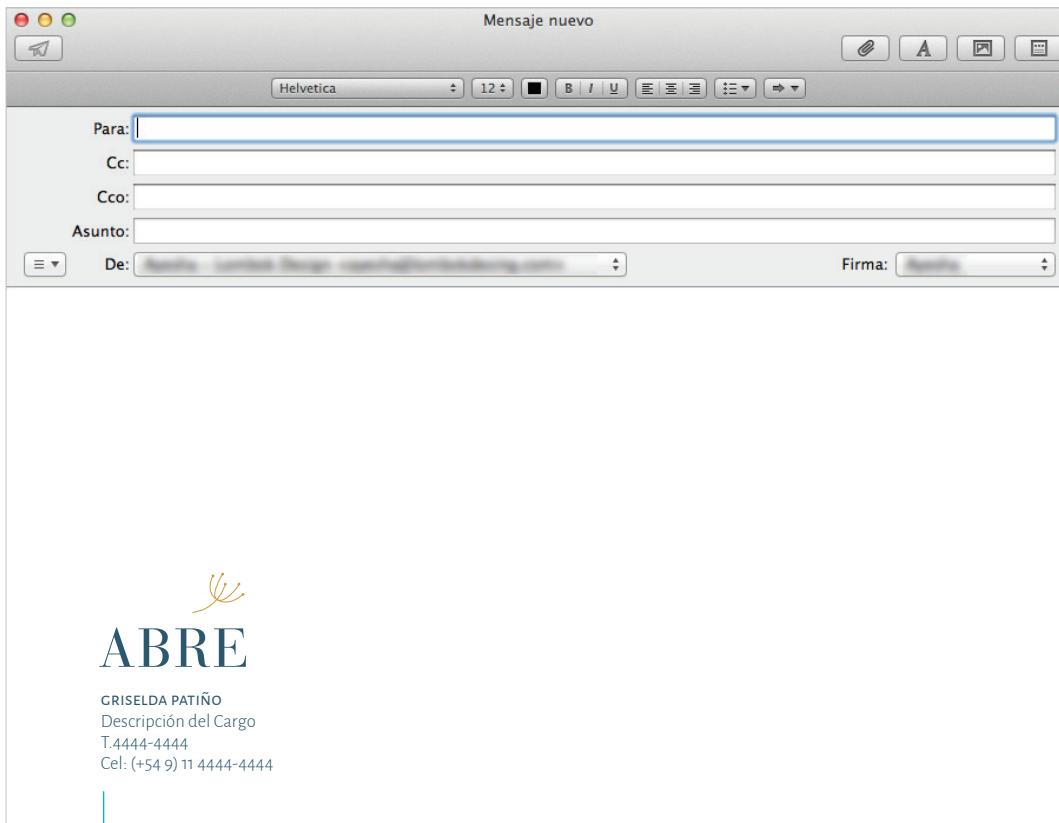 Mensaje nuevo
Helvetica 12 B I U
Para:
Cc:
Cco:
Asunto:
De: Firma:
ABRE
GRISELDA PATIÑO
Descripción del Cargo
T.4444-4444
Cel: (+54 9) 11 4444-4444